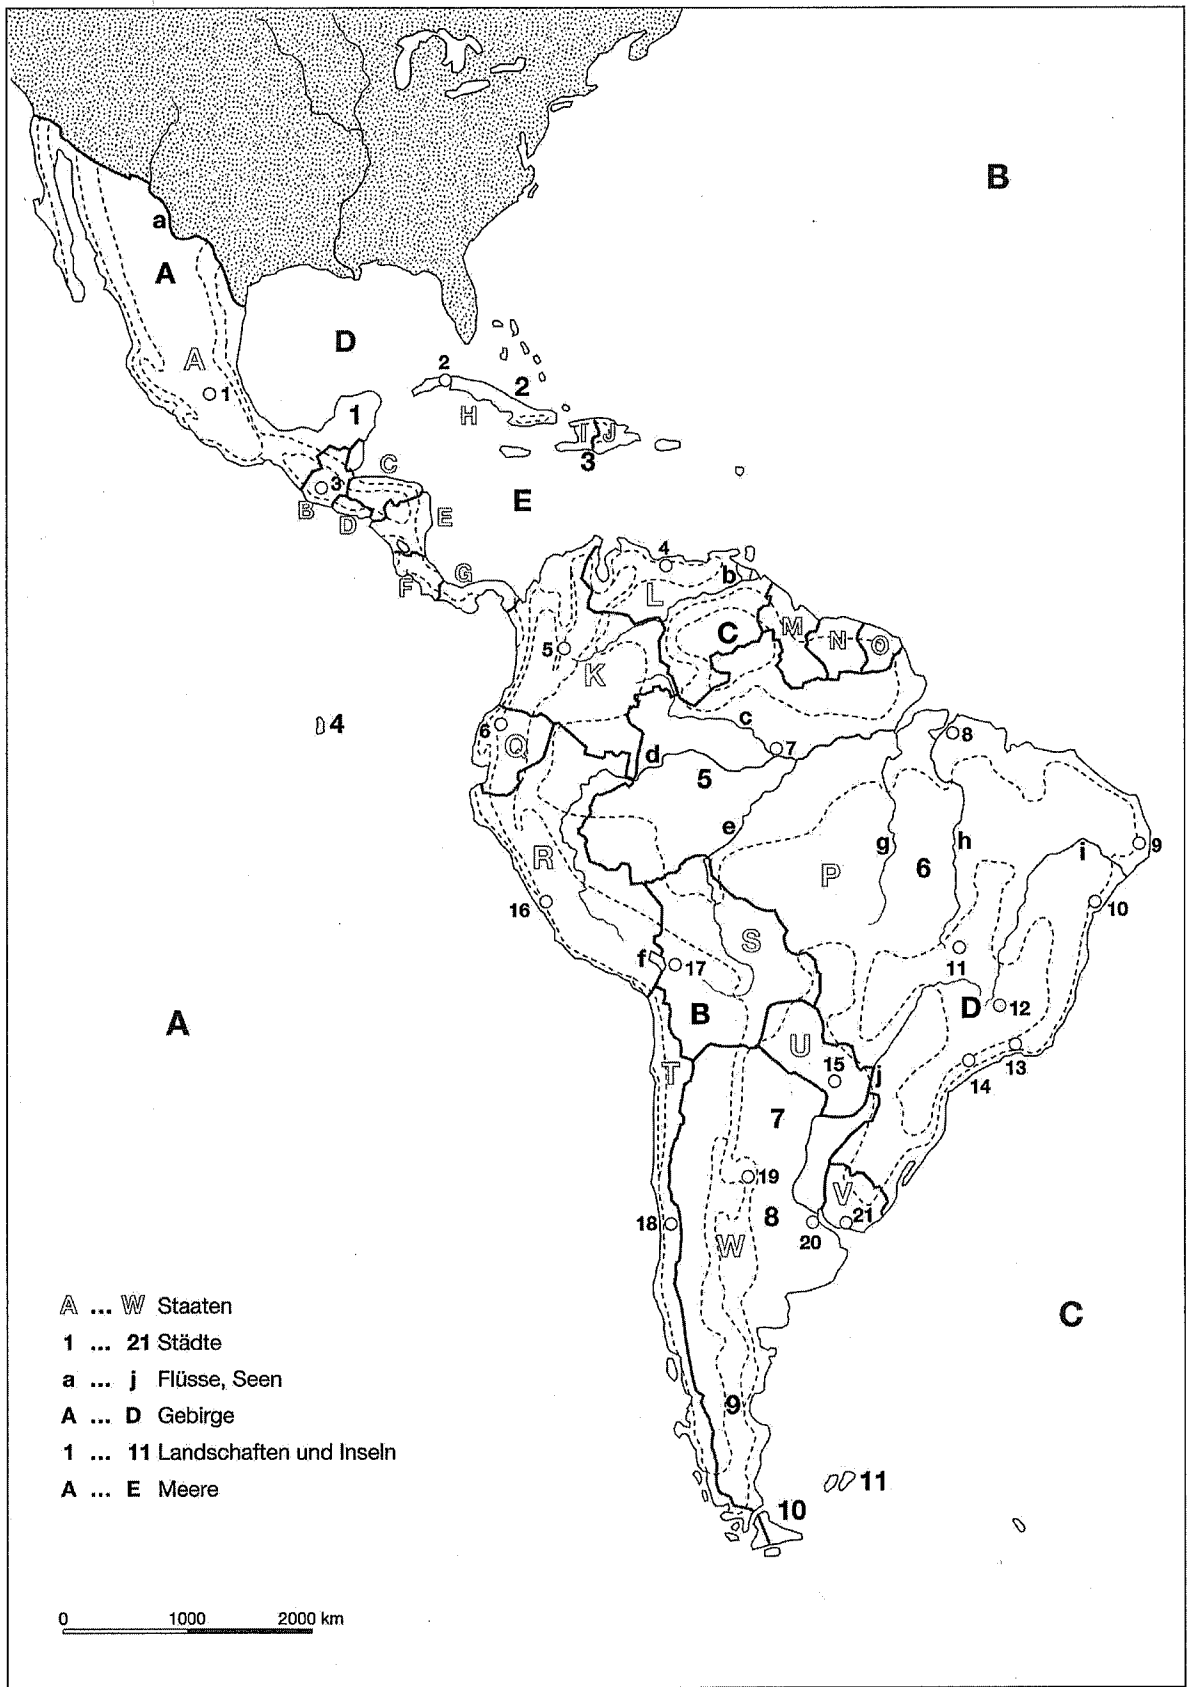 B
a
A
D
A
2
1
2
1
H
I J
3
C
3
E
B
E
D
G
4
F
b
L
C
M
N
O
5
K
4
c
6
Q
8
7
d
5
e
g
h
i
9
R
P
6
16
10
S
f
17
11
B
D
12
A
U
T
15
j
13
14
7
19
V
18
8
21
20
W
A ... W Staaten
C
1 ... 21 Städte
a ... j Flüsse, Seen
A ... D Gebirge
9
1 ... 11 Landschaften und Inseln
A ... E Meere
11
10
0 1000 2000 km